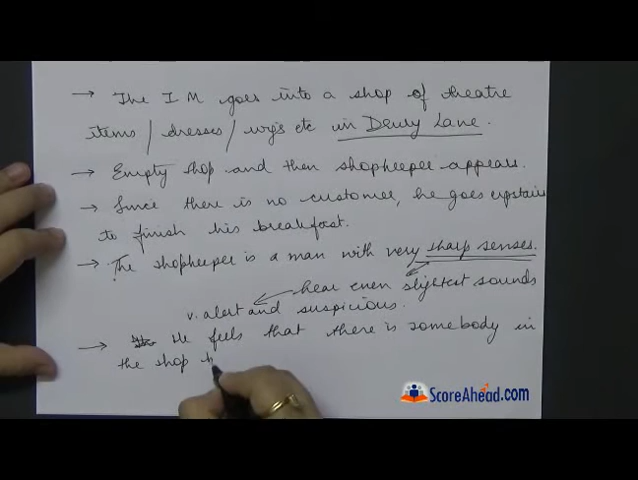 → The I M goes into a shop of theatre
items / dresses / wigs etc in Drury Lane.
→ Empty shop and then shopkeeper appears.
→ Since there is no customer, he goes upstairs
to finish his breakfast.
→ The shopkeeper is a man with very sharp senses.
hear even slightest sounds
v. alert and suspicious.
→ He feels that there is somebody in
the shop
ScoreAhead.com